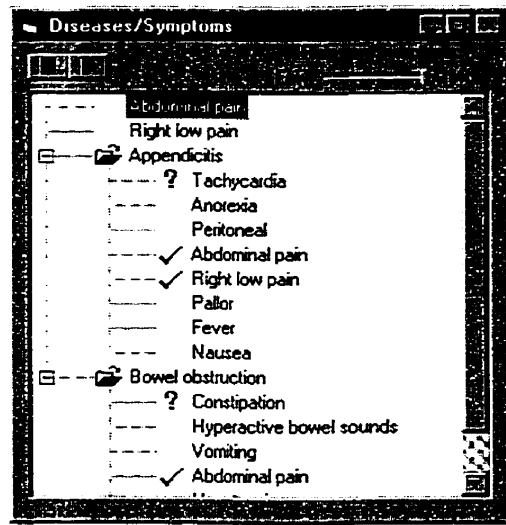 Diseases/Symptoms
Abdominal pain
Right low pain
Appendicitis
? Tachycardia
Anorexia
Peritoneal
Abdominal pain
Right low pain
Pallor
Fever
Nausea
Bowel obstruction
? Constipation
Hyperactive bowel sounds
Vomiting
Abdominal pain